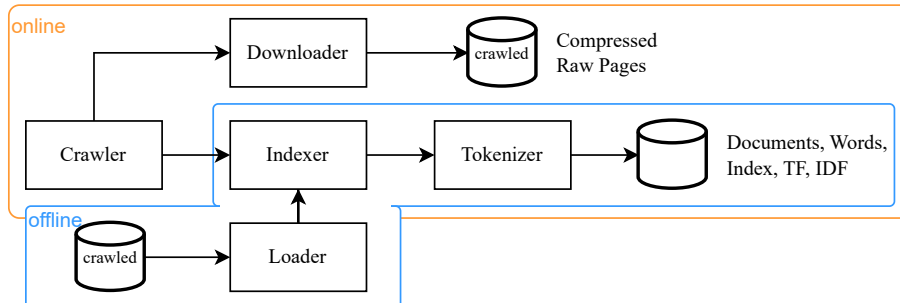 online
Downloader
crawled
Compressed
Raw Pages
Crawler
Indexer
Tokenizer
Documents, Words,
Index, TF, IDF
offline
crawled
Loader